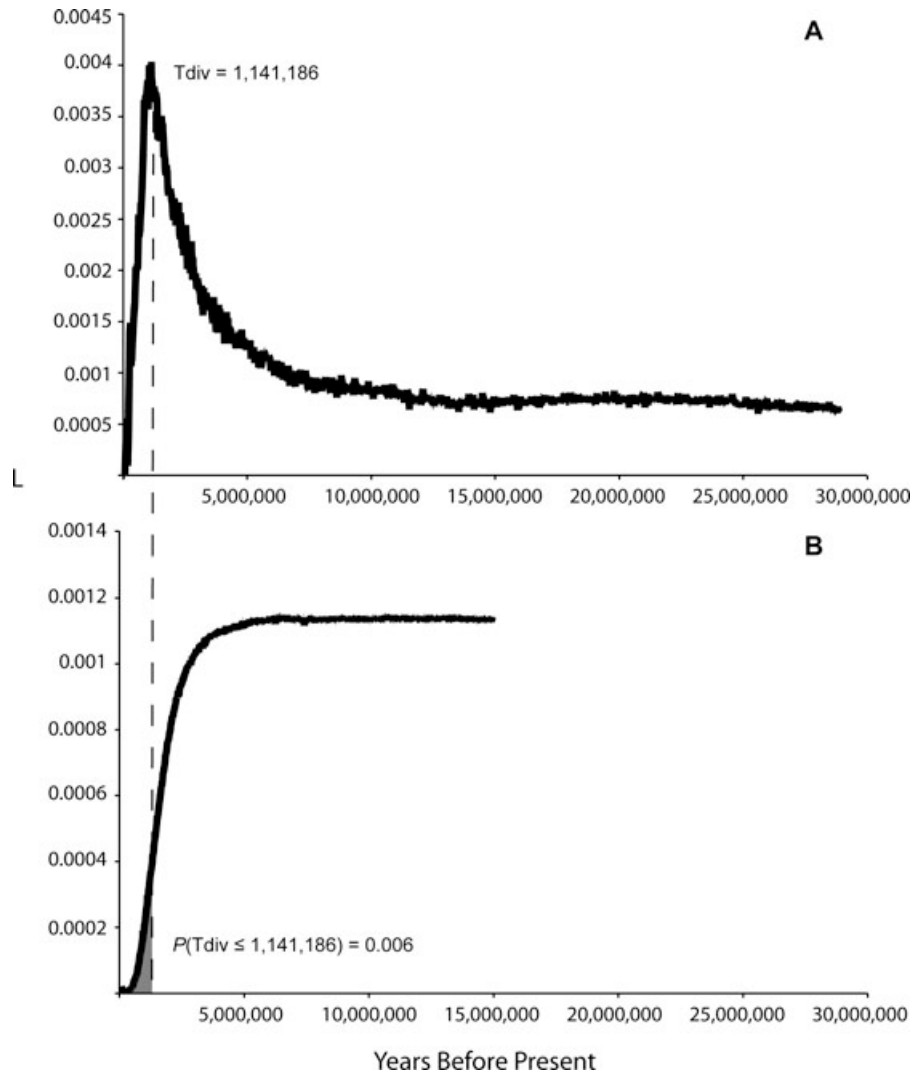 0.0045
A
0.004
Tdiv = 1,141,186
0.0035
0.003
0.0025
0.002
0.0015
0.001
0.0005
L
5,000,000 10,000,000 15,000,000 20,000,000 25,000,000 30,000,000
0.0014
B
0.0012
0.001
0.0008
0.0006
0.0004
0.0002
P(Tdiv ≤ 1,141,186) = 0.006
5,000,000 10,000,000 15,000,000 20,000,000 25,000,000 30,000,000
Years Before Present